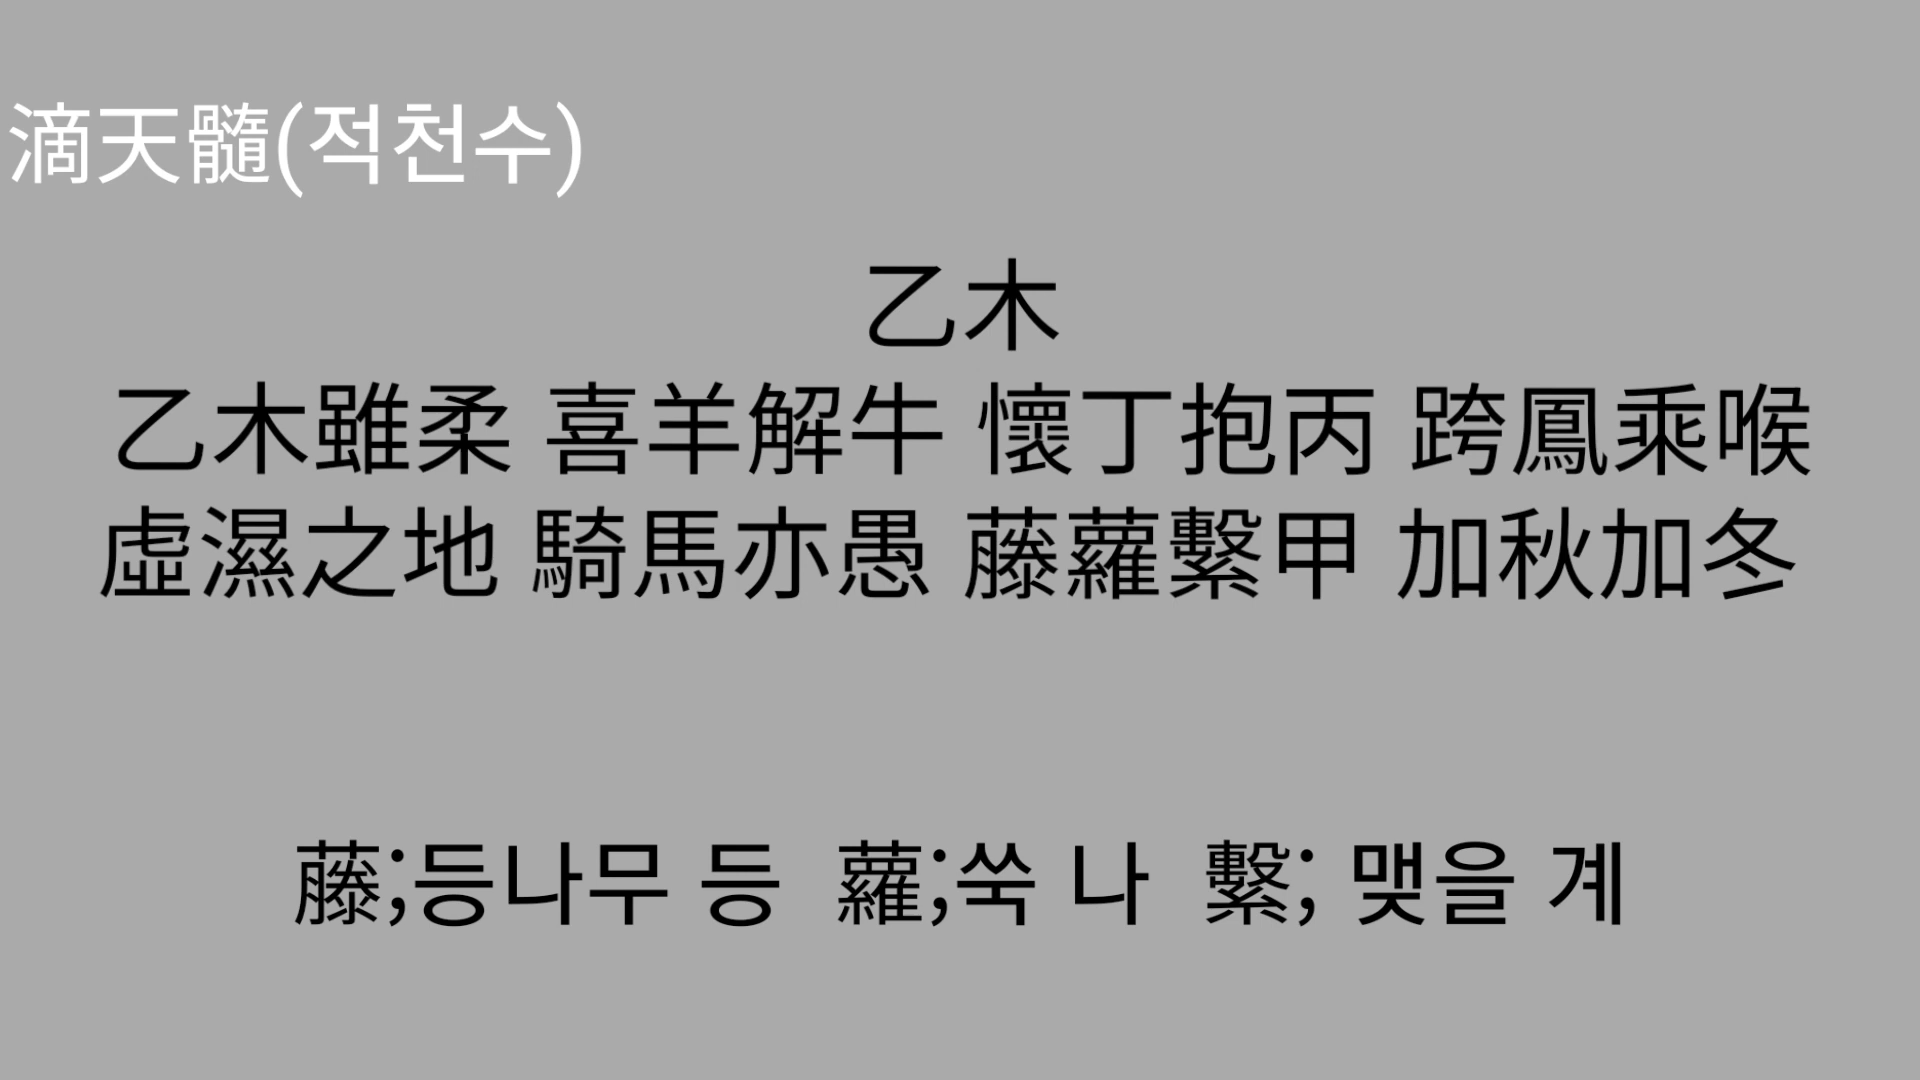 滴天髓(적천수)
乙木
乙木雖柔 喜羊解牛 懷丁抱丙 跨鳳乘喉
虛濕之地 騎馬亦愚 藤蘿繫甲 加秋加冬
藤;등나무 등 蘿;쑥 나 繫; 맺을 계